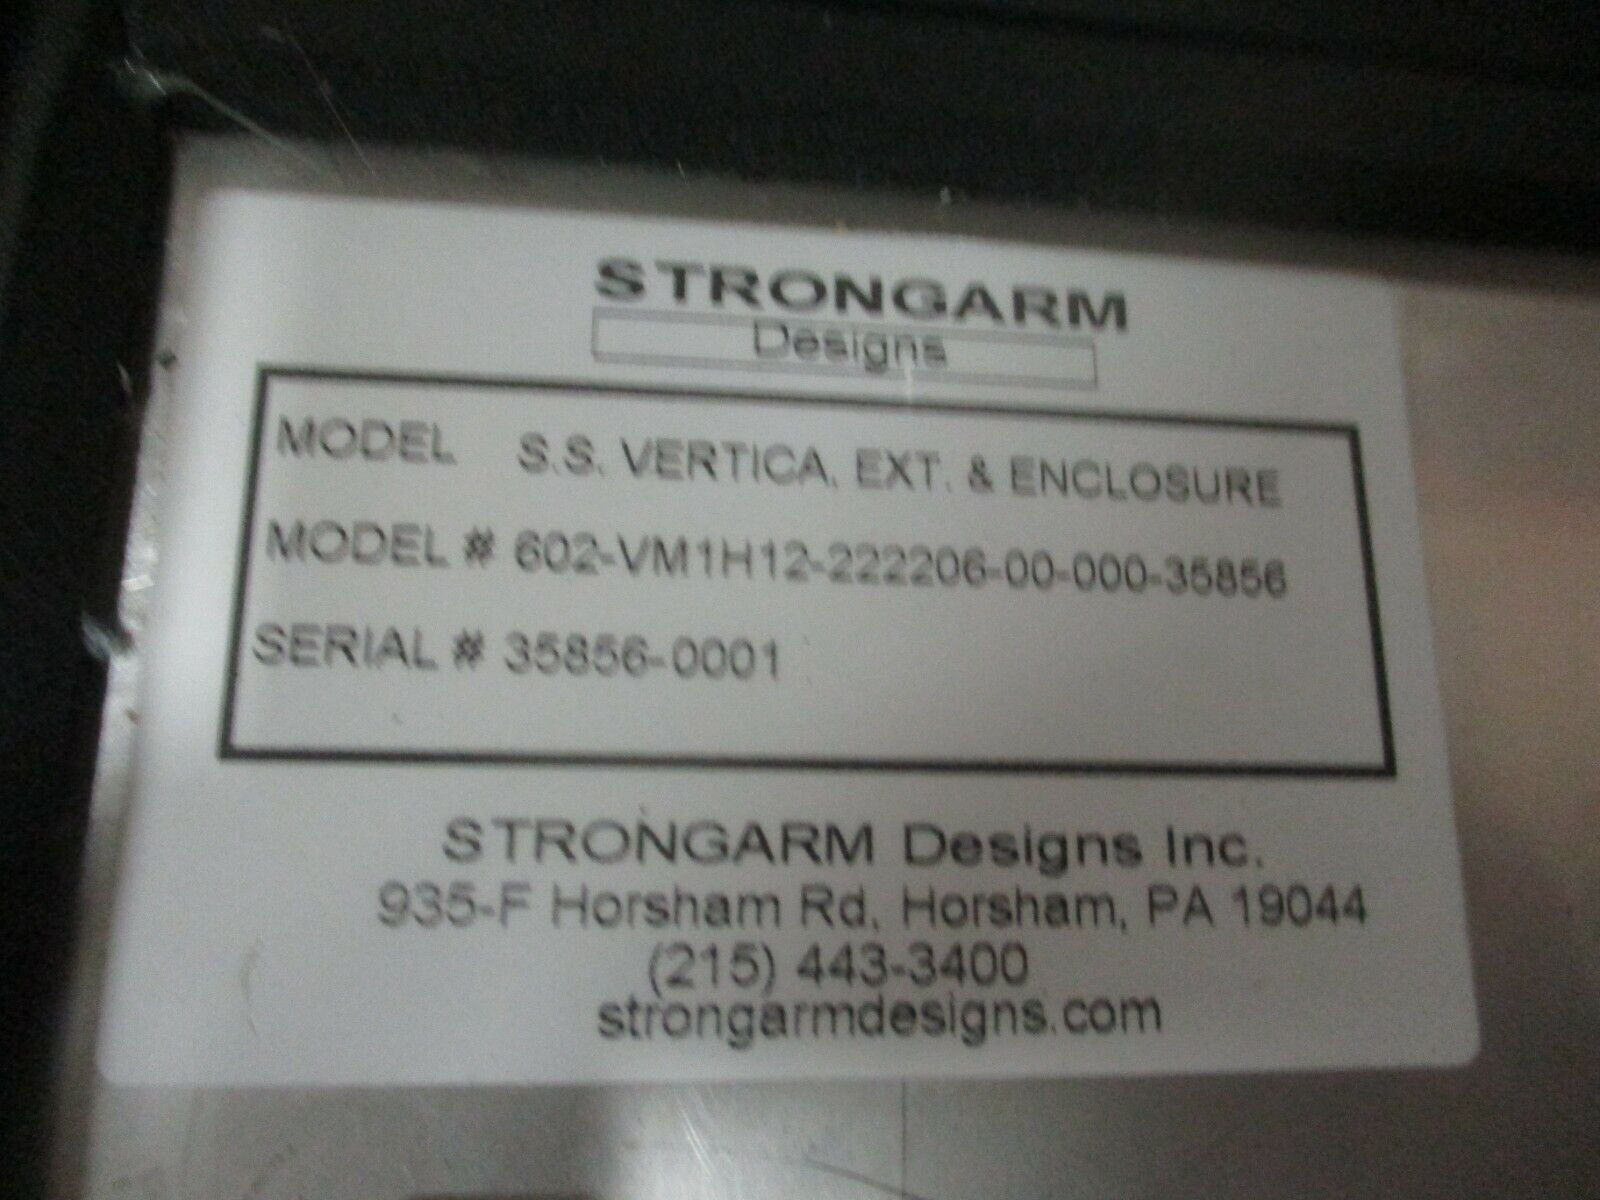 STRONGARM
Designs
MODEL S.S. VERTICA. EXT. & ENCLOSURE
MODEL # 602-VM1H12-222206-00-000-35856
SERIAL # 35856-0001
STRONGARM Designs Inc.
935-F Horsham Rd. Horsham, PA 19044
(215) 443-3400
strongarmdesigns.com